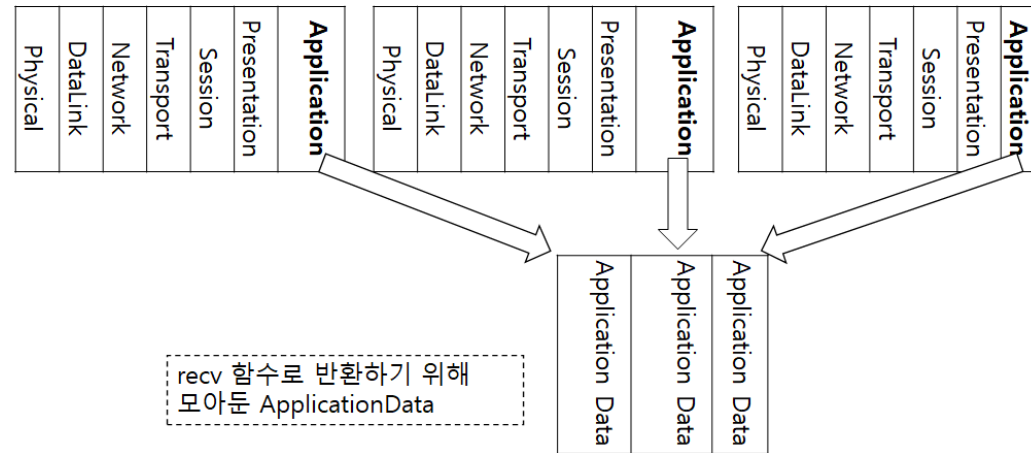 Physical
DataLink
Network
Transport
Session
Presentation
Application
Physical
DataLink
Network
Transport
Session
Presentation
Application
Physical
DataLink
Network
Transport
Session
Presentation
Application
Application Data
Application Data
Application Data
recv 함수로 반환하기 위해
모아둔 ApplicationData